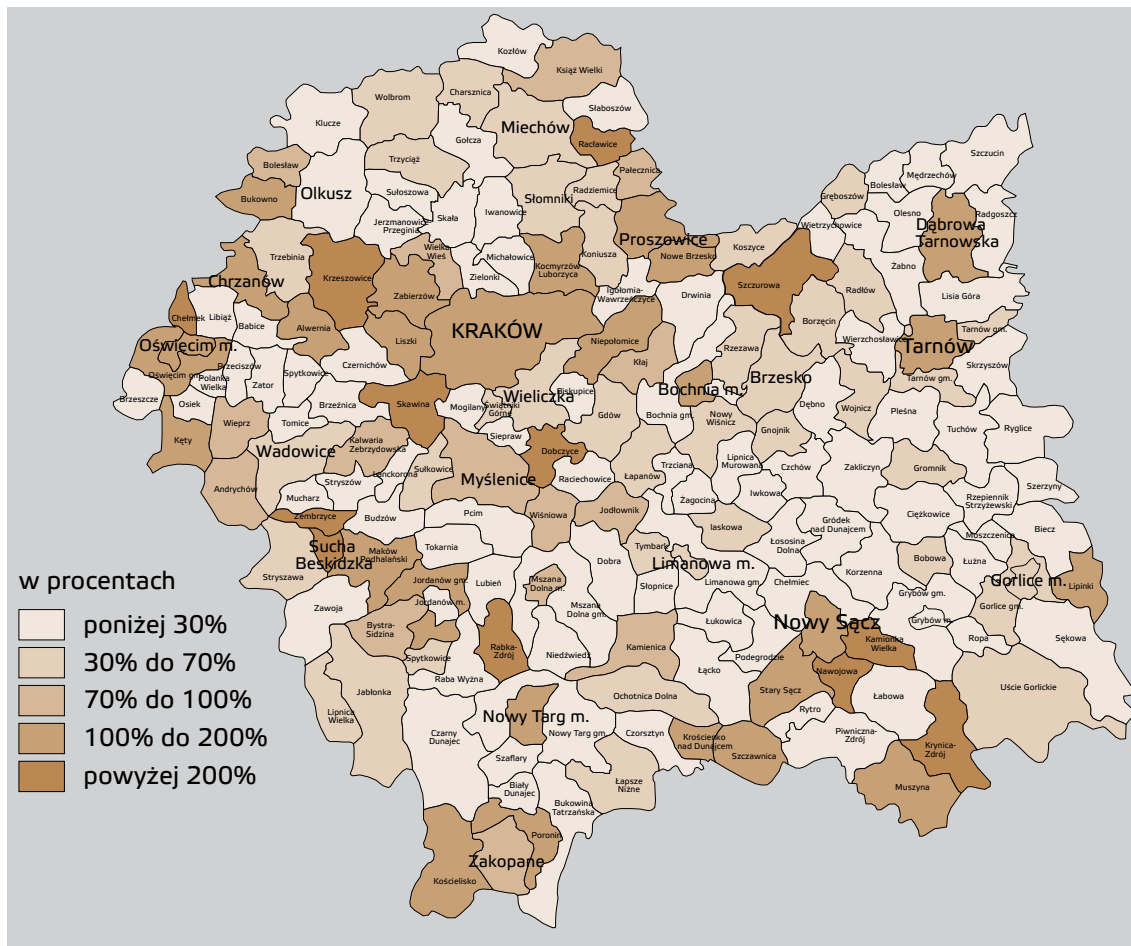 Kozłów
Książ Wielki
Charsznica
Wolbrom
Słaboszów
Klucze
Miechów
Gołcza
Racławice
Szczucin
Bolesław
Trzyciąż
Pałecznica
Mędrzechów
Bolesław
Radziemice
Gręboszów
Olkusz
Sułoszowa
Słomniki
Bukowno
Olesno
Radgoszcz
Iwanowice
Skała
Jerzmanowice-
Przeginia
Wietrzychowice
Dąbrowa
Tarnowska
Proszowice
Wielka
Wieś
Koszyce
Trzebinia
Michałowice
Koniusza
Nowe Brzesko
Żabno
Kocmyrzów
Luborzyca
Krzeszowice
Zielonki
Chrzanów
Szczurowa
Igołomia-
Wawrzeńczyce
Drwinia
Radłów
Lisia Góra
Zabierzów
Chełmek
Libiąż
Babice
Alwernia
KRAKÓW
Borzęcin
Tarnów gm.
Liszki
Niepołomice
Wierzchosławice
Oświęcim m.
Tarnów
Rzezawa
Kłaj
Przeciszów
Czernichów
Skrzyszów
Oświęcim gm.
Polanka
Wielka
Spytkowice
Tarnów gm.
Zator
Brzesko
Bochnia m.
Biskupice
Wieliczka
Brzeszcze
Osiek
Brzeźnica
Skawina
Mogilany
Świątniki
Górne
Dębno
Wojnicz
Pleśna
Gdów
Bochnia gm.
Nowy
Wiśnicz
Wieprz
Tomice
Tuchów
Ryglice
Siepraw
Gnojnik
Kęty
Wadowice
Kalwaria
Zebrzydowska
Dobczyce
Lipnica
Murowana
Trzciana
Czchów
Zakliczyn
Gromnik
Sułkowice
Lanckorona
Myślenice
Łapanów
Raciechowice
Stryszów
Andrychów
Szerzyny
Iwkowa
Mucharz
Żagocina
Rzepiennik
Strzyżewski
Ciężkowice
Jodłownik
Pcim
Wiśniowa
Zembrzyce
Budzów
Gródek
nad Dunajcem
Iaskowa
Biecz
Moszczenica
Sucha
Beskidzka
Łososina
Dolna
Tokarnia
Tymbark
Maków
Podhalański
Dobra
Limanowa m.
Bobowa
Łużna
Korzenna
Stryszawa
Jordanów gm.
Lubień
Mszana
Dolna m.
Słopnice
Limanowa gm.
Chełmiec
Gorlice m.
Lipinki
Grybów gm.
Jordanów m.
Zawoja
Mszana
Dolna gm.
Gorlice gm.
Łukowica
Nowy Sącz
Grybów m.
Bystra-
Sidzina
Ropa
Sękowa
Kamionka
Wielka
Rabka-
Zdrój
Kamienica
Niedźwiedź
Spytkowice
Podegrodzie
Łącko
Nawojowa
Raba Wyżna
Uście Gorlickie
Stary Sącz
Jabłonka
Ochotnica Dolna
Łabowa
Rytro
Lipnica
Wielka
Nowy Targ m.
Czarny
Dunajec
Nowy Targ gm.
Czorsztyn
Krościenko
nad Dunajcem
Piwniczna-
Zdrój
Krynica-
Zdrój
Szczawnica
Szaflary
Łapsze
Niżne
Muszyna
Biały
Dunajec
Bukowina
Tatrzańska
Poronin
Zakopane
Kościelisko
w procentach
poniżej 30%
30% do 70%
70% do 100%
100% do 200%
powyżej 200%